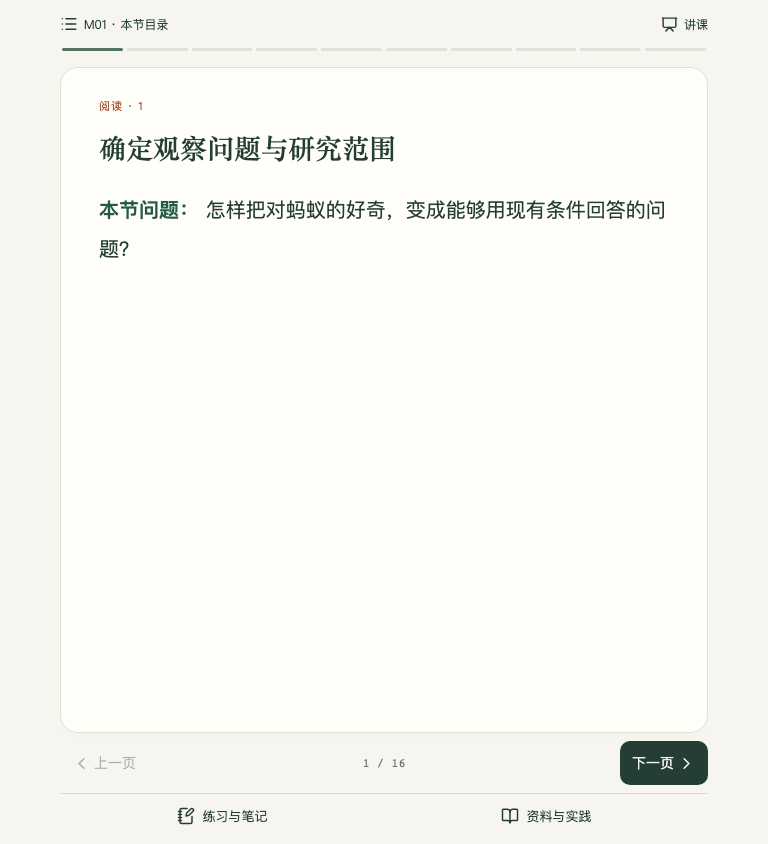 M01 · 本节目录
讲课
阅读 · 1
确定观察问题与研究范围
本节问题： 怎样把对蚂蚁的好奇，变成能够用现有条件回答的问
题？
上一页
1 / 16
下一页
练习与笔记
资料与实践